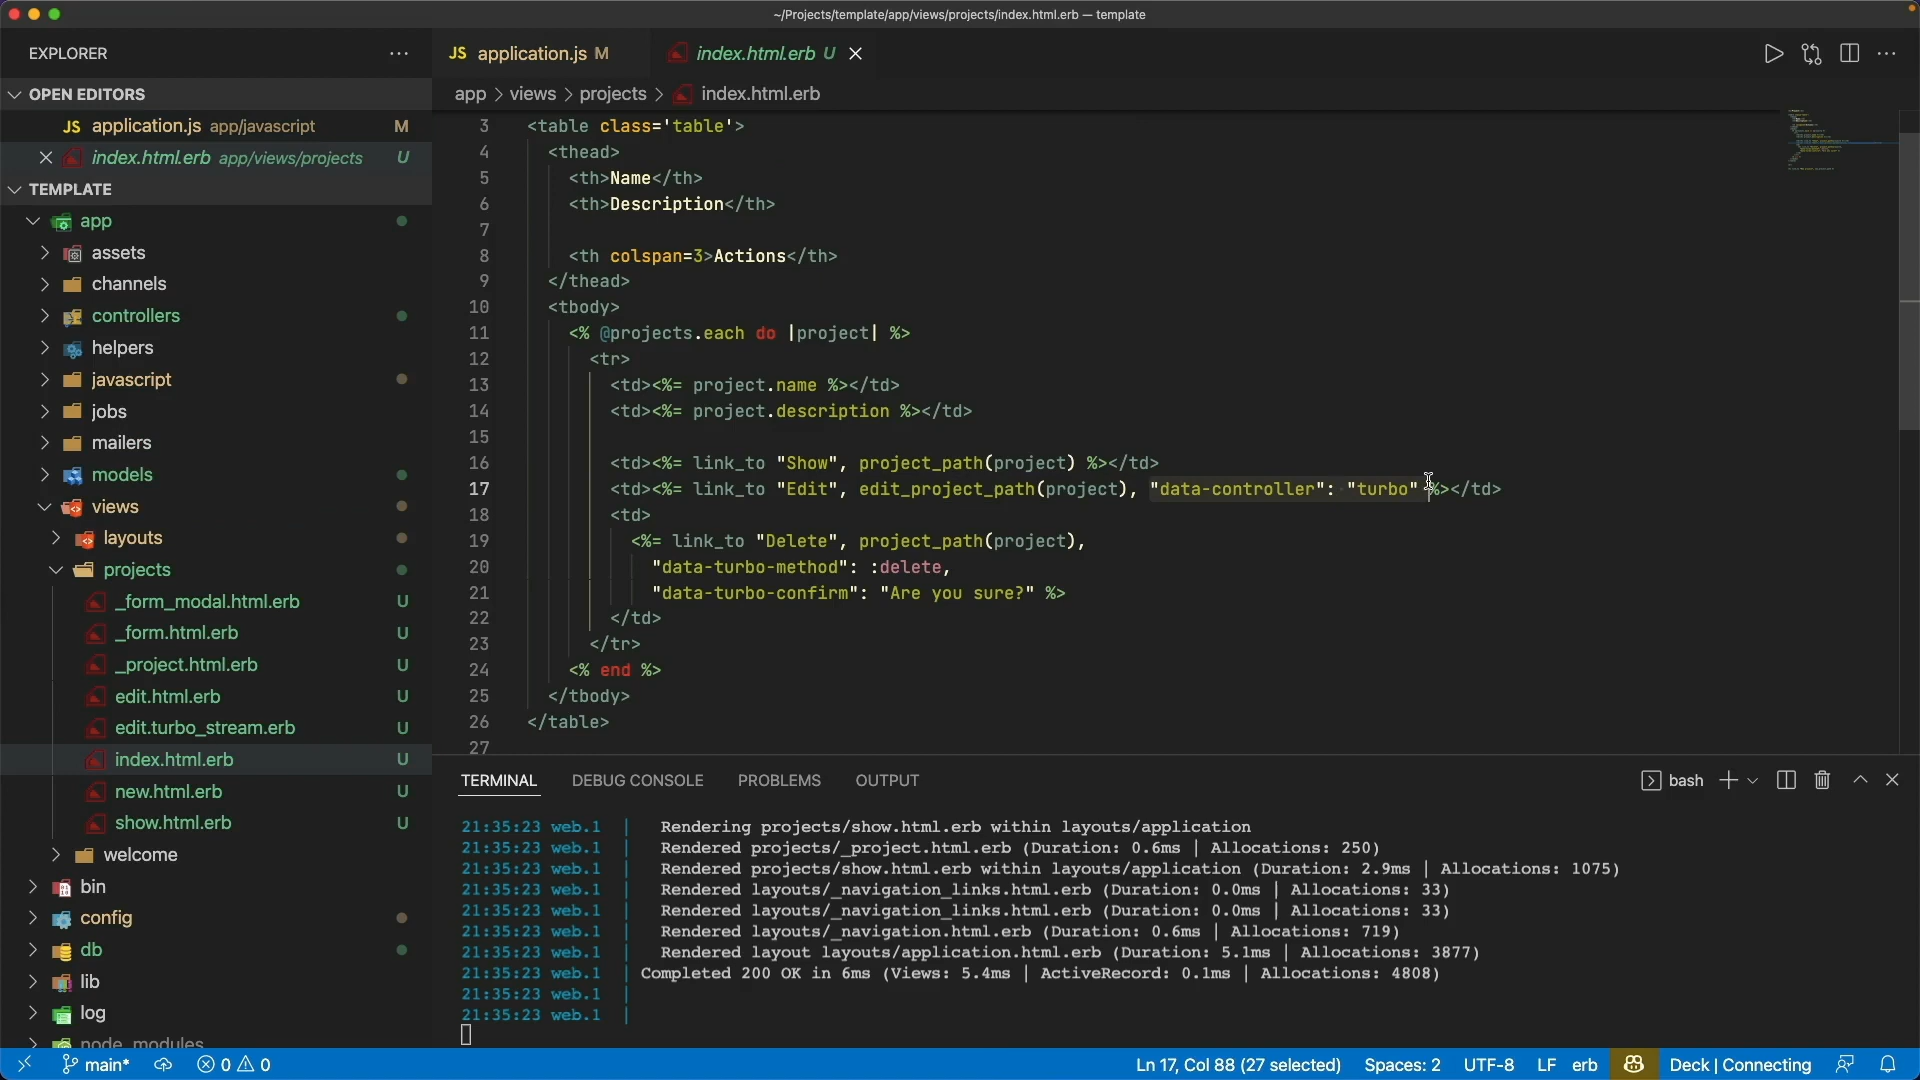 ~/Projects/template/app/views/projects/index.html.erb — template
EXPLORER
JS application.js M
index.html.erb U
OPEN EDITORS
JS application.js app/javascript M
index.html.erb app/views/projects U
TEMPLATE
app
assets
channels
controllers
helpers
javascript
jobs
mailers
models
views
layouts
projects
_form_modal.html.erb U
_form.html.erb U
_project.html.erb U
edit.html.erb U
edit.turbo_stream.erb U
index.html.erb U
new.html.erb U
show.html.erb U
welcome
bin
config
db
lib
log
node_modules
app > views > projects > index.html.erb
3 <table class='table'>
4 <thead>
5 <th>Name</th>
6 <th>Description</th>
7
8 <th colspan=3>Actions</th>
9 </thead>
10 <tbody>
11 <% @projects.each do |project| %>
12 <tr>
13 <td><%= project.name %></td>
14 <td><%= project.description %></td>
15
16 <td><%= link_to "Show", project_path(project) %></td>
17 <td><%= link_to "Edit", edit_project_path(project), "data-controller": "turbo" %></td>
18 <td>
19 <%= link_to "Delete", project_path(project),
20 "data-turbo-method": :delete,
21 "data-turbo-confirm": "Are you sure?" %>
22 </td>
23 </tr>
24 <% end %>
25 </tbody>
26 </table>
27
TERMINAL DEBUG CONSOLE PROBLEMS OUTPUT
bash
21:35:23 web.1 | Rendering projects/show.html.erb within layouts/application
21:35:23 web.1 | Rendered projects/_project.html.erb (Duration: 0.6ms | Allocations: 250)
21:35:23 web.1 | Rendered projects/show.html.erb within layouts/application (Duration: 2.9ms | Allocations: 1075)
21:35:23 web.1 | Rendered layouts/_navigation_links.html.erb (Duration: 0.0ms | Allocations: 33)
21:35:23 web.1 | Rendered layouts/_navigation_links.html.erb (Duration: 0.0ms | Allocations: 33)
21:35:23 web.1 | Rendered layouts/_navigation.html.erb (Duration: 0.6ms | Allocations: 719)
21:35:23 web.1 | Rendered layout layouts/application.html.erb (Duration: 5.1ms | Allocations: 3877)
21:35:23 web.1 | Completed 200 OK in 6ms (Views: 5.4ms | ActiveRecord: 0.1ms | Allocations: 4808)
21:35:23 web.1 |
21:35:23 web.1 |
main* 0 0
Ln 17, Col 88 (27 selected) Spaces: 2 UTF-8 LF erb Deck | Connecting